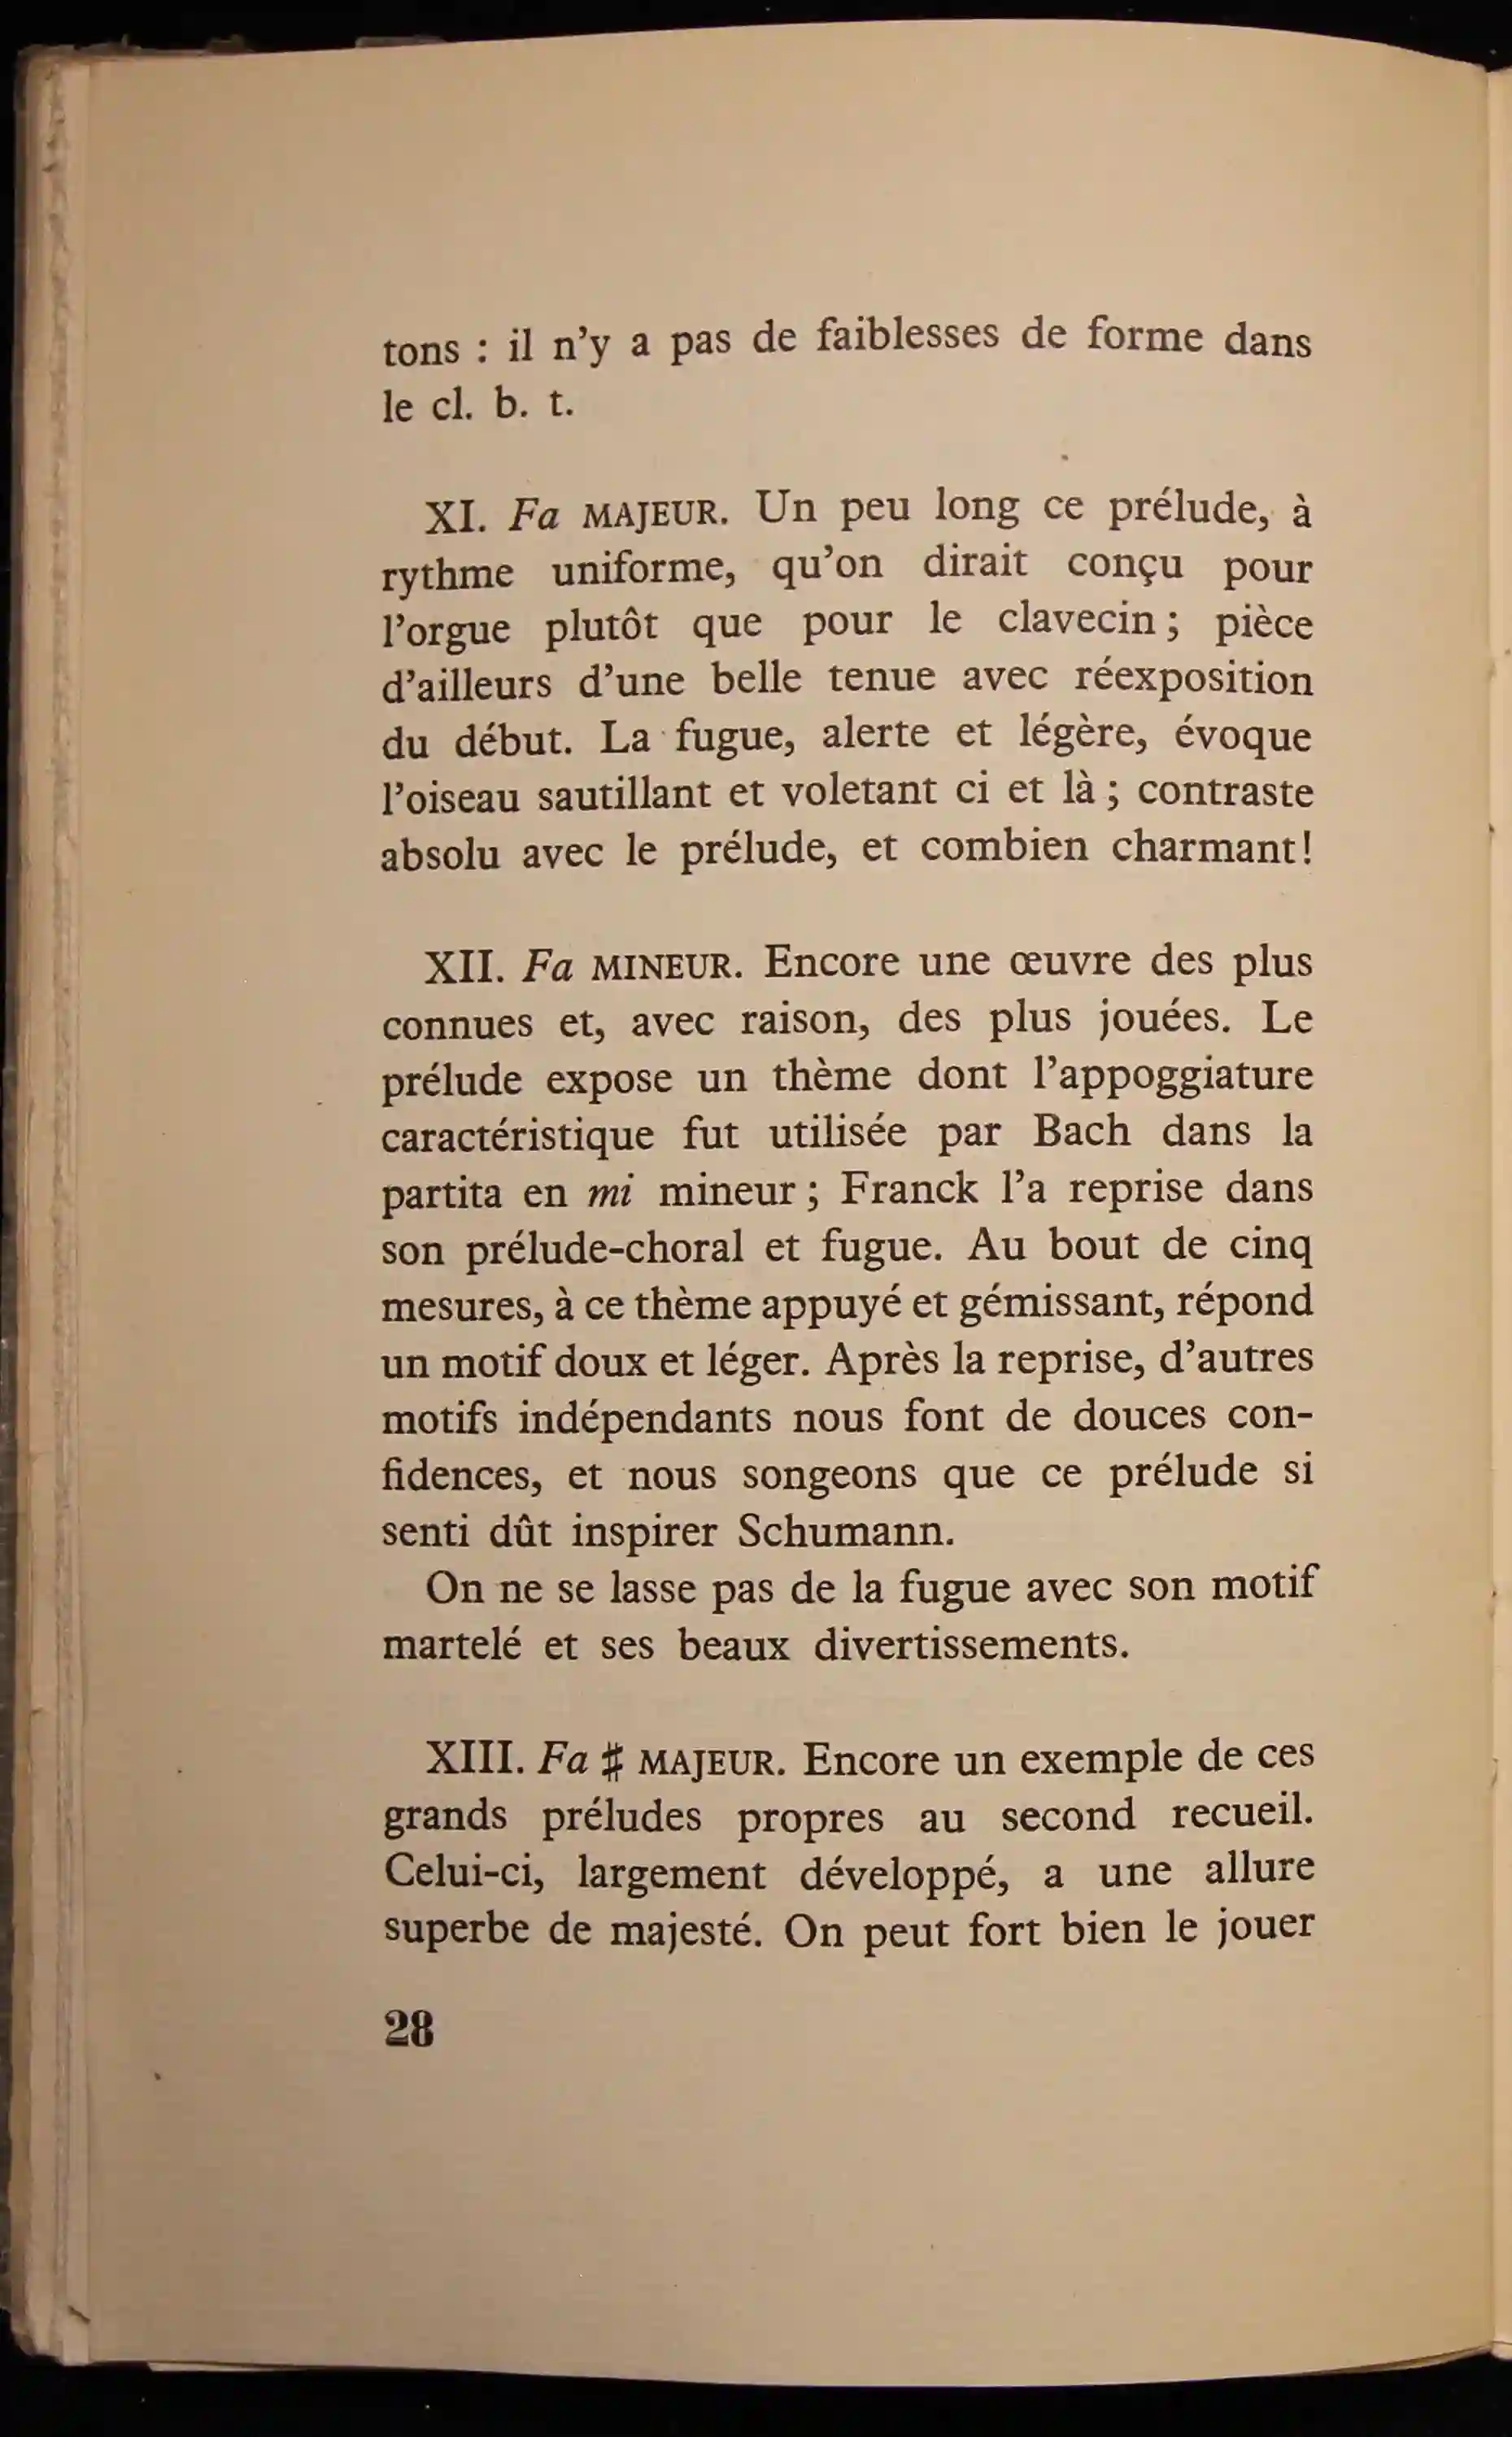 tons : il n’y a pas de faiblesses de forme dans
le cl. b. t.
XI. Fa MAJEUR. Un peu long ce prélude, à
rythme uniforme, qu’on dirait conçu pour
l’orgue plutôt que pour le clavecin ; pièce
d’ailleurs d’une belle tenue avec réexposition
du début. La fugue, alerte et légère, évoque
l’oiseau sautillant et voletant ci et là ; contraste
absolu avec le prélude, et combien charmant!
XII. Fa MINEUR. Encore une œuvre des plus
connues et, avec raison, des plus jouées. Le
prélude expose un thème dont l’appoggiature
caractéristique fut utilisée par Bach dans la
partita en mi mineur ; Franck l’a reprise dans
son prélude-choral et fugue. Au bout de cinq
mesures, à ce thème appuyé et gémissant, répond
un motif doux et léger. Après la reprise, d’autres
motifs indépendants nous font de douces con-
fidences, et nous songeons que ce prélude si
senti dût inspirer Schumann.
On ne se lasse pas de la fugue avec son motif
martelé et ses beaux divertissements.
XIII. Fa ♯ MAJEUR. Encore un exemple de ces
grands préludes propres au second recueil.
Celui-ci, largement développé, a une allure
superbe de majesté. On peut fort bien le jouer
28